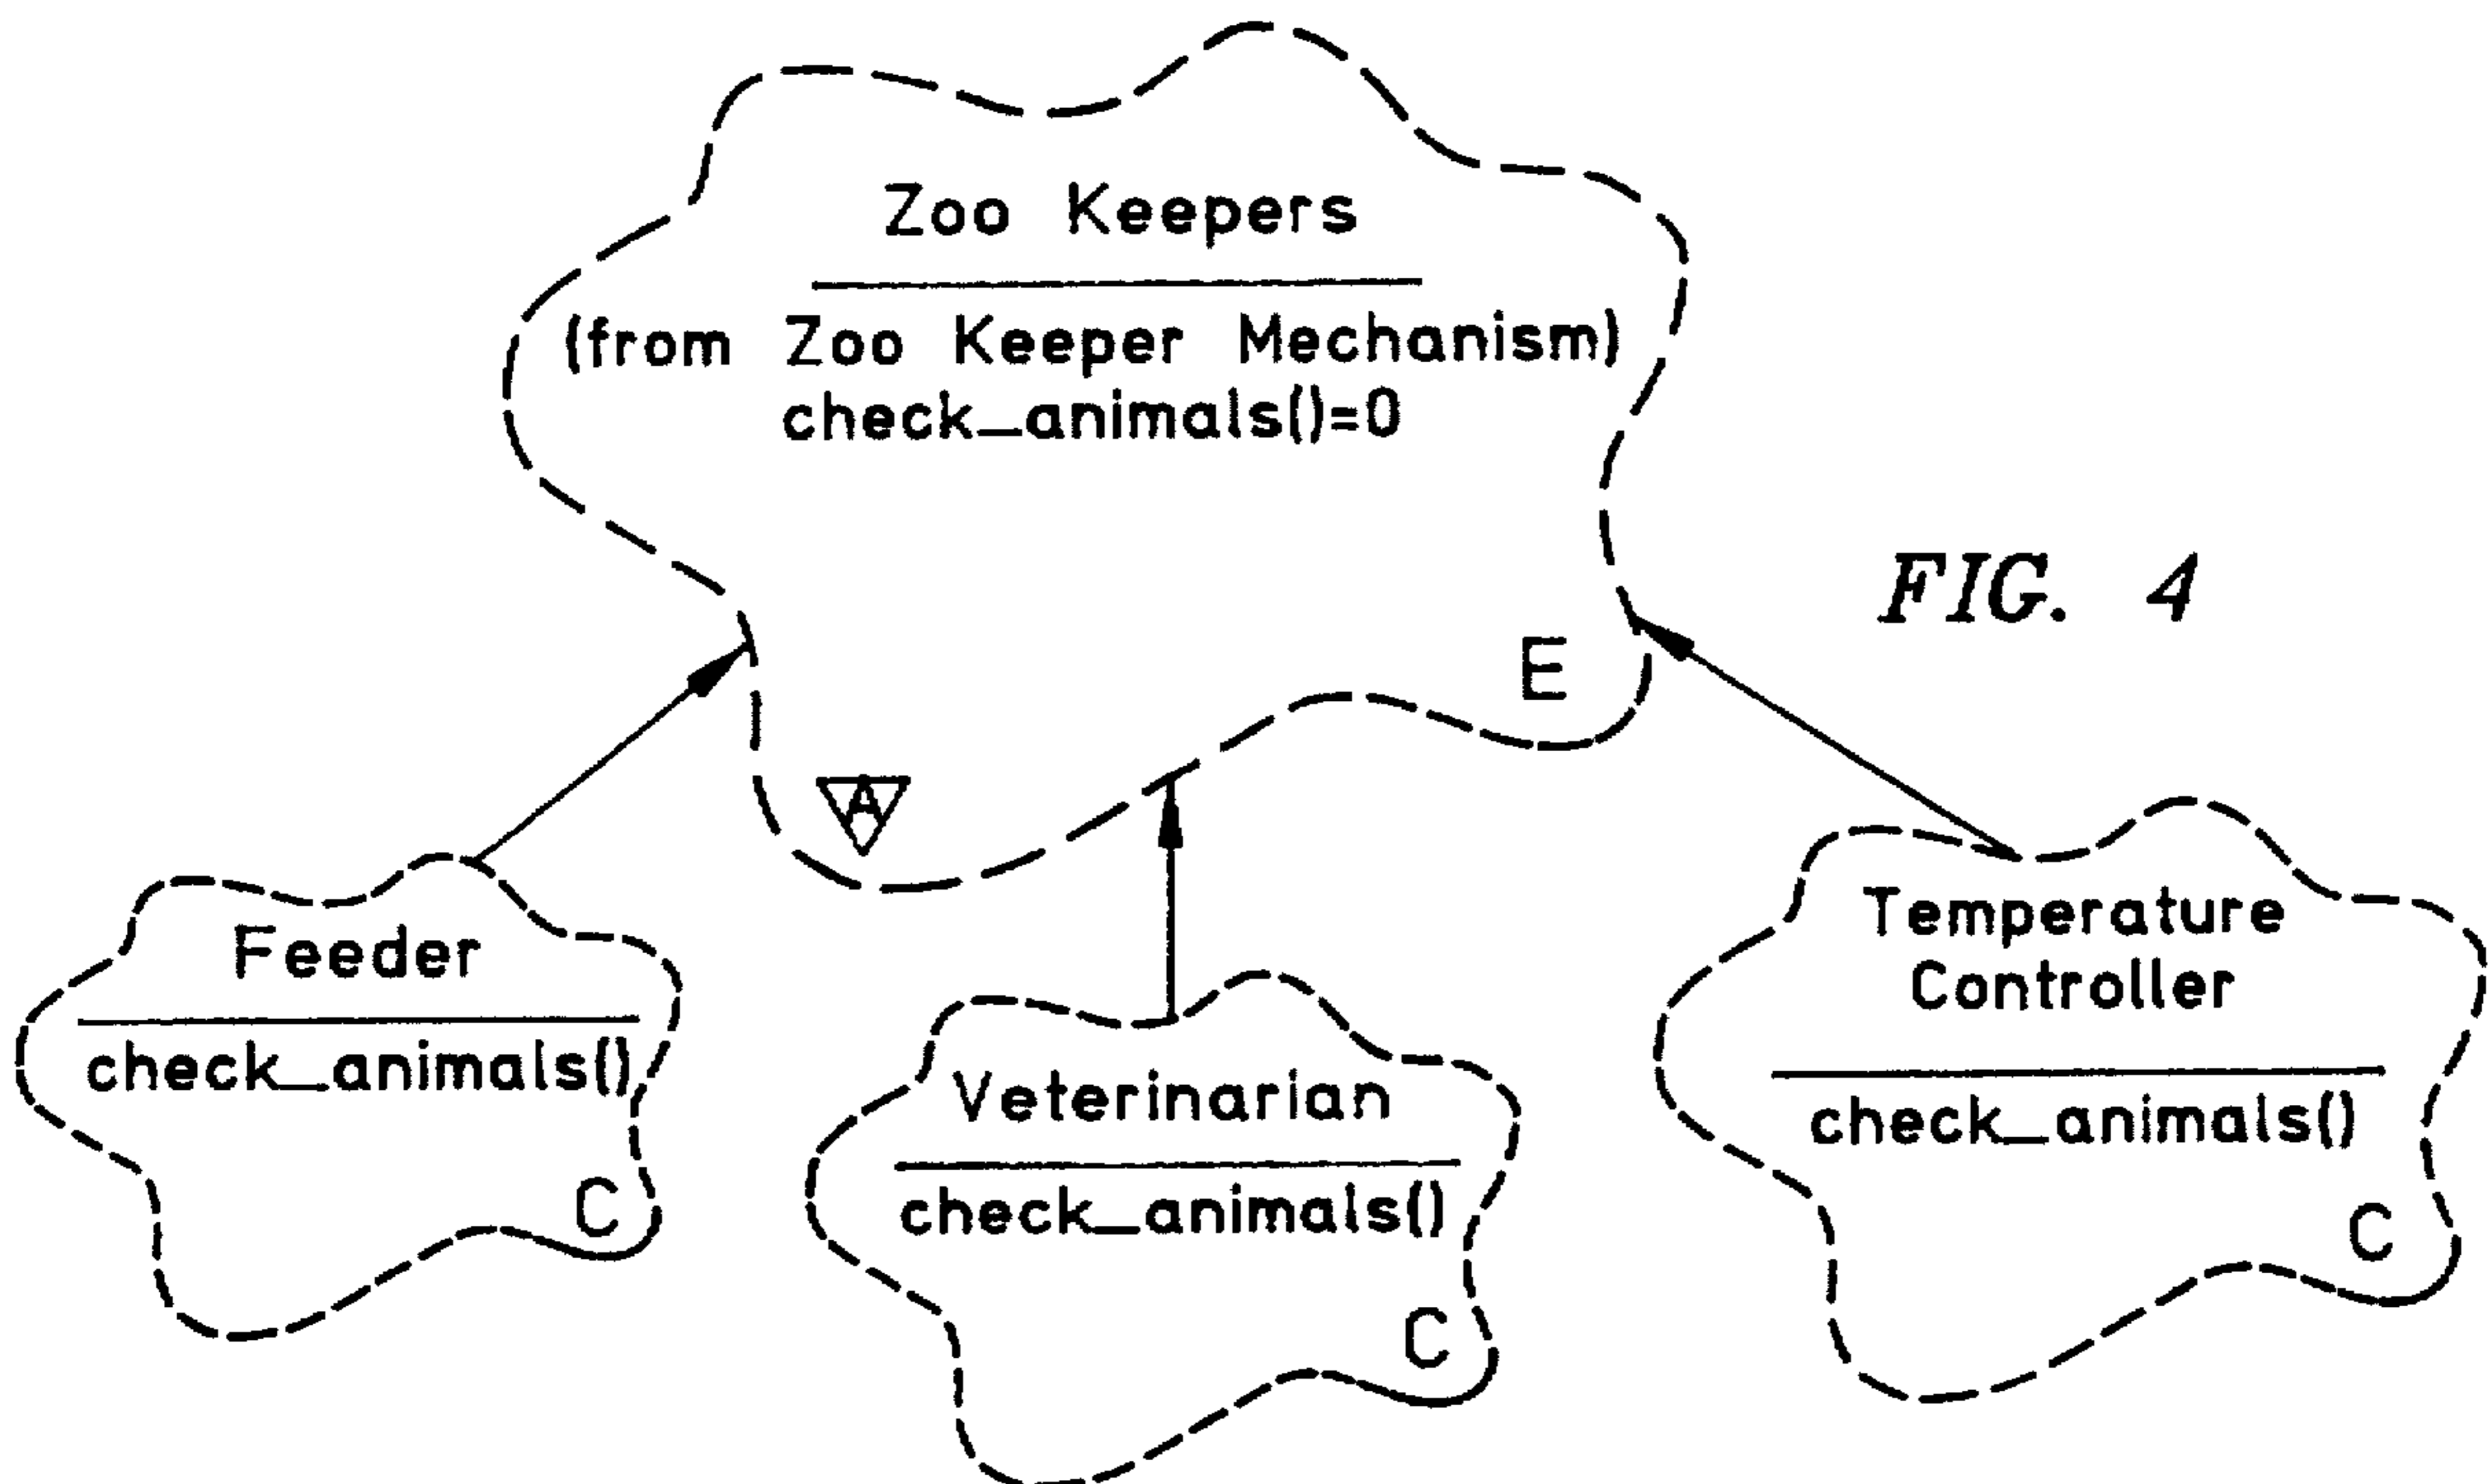 Zoo Keepers
(from Zoo Keeper Mechanism)
check_animals()=0
E
A
FIG. 4
Feeder
check_animals()
C
Veterinarian
check_animals()
C
Temperature
Controller
check_animals()
C